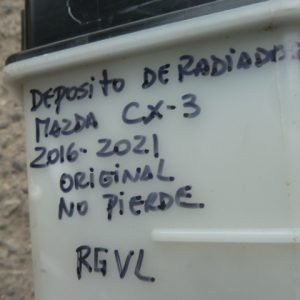 DEPOSITO DE RADIADOR
MAZDA CX-3
2016-2021
ORIGINAL
NO PIERDE
RGVL